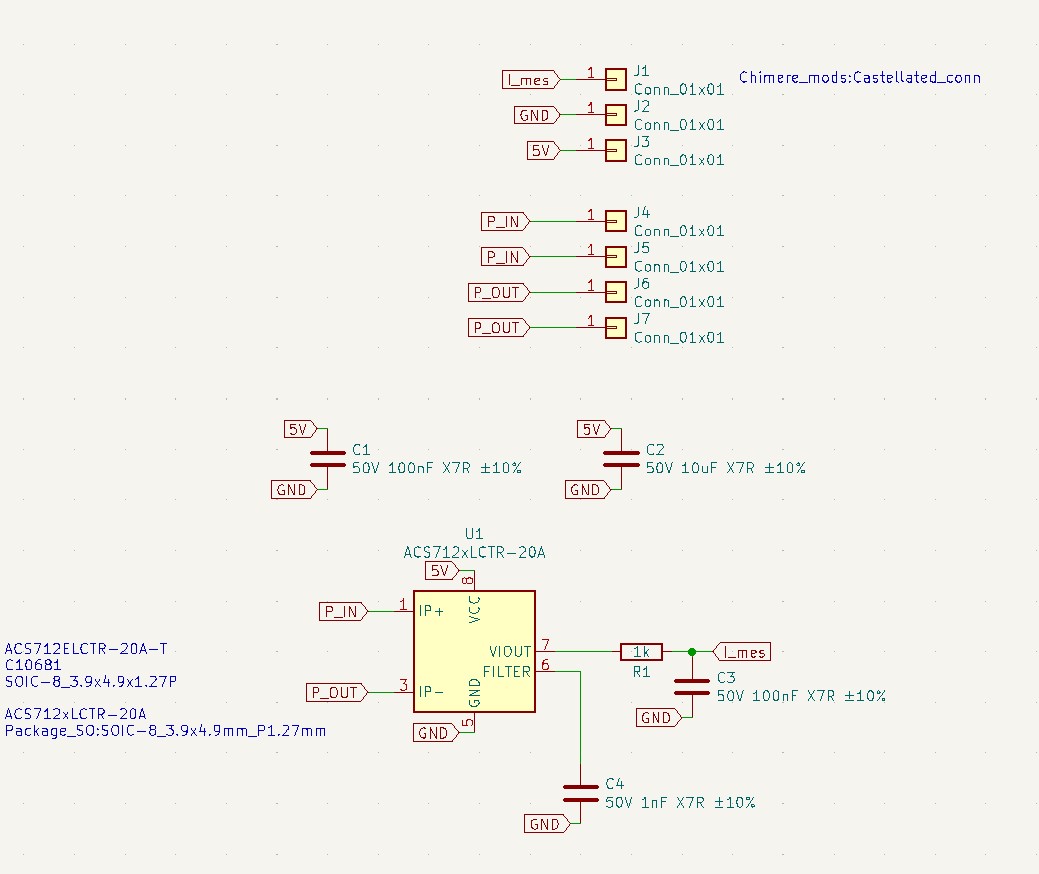 I_mes 1 J1
Conn_01x01
Chimere_mods:Castellated_conn
GND 1 J2
Conn_01x01
5V 1 J3
Conn_01x01
P_IN 1 J4
Conn_01x01
P_IN 1 J5
Conn_01x01
P_OUT 1 J6
Conn_01x01
P_OUT 1 J7
Conn_01x01
5V
C1
50V 100nF X7R ±10%
GND
5V
C2
50V 10uF X7R ±10%
GND
U1
ACS712xLCTR-20A
5V 8
P_IN 1 IP+ VCC
VIOUT 7 1k I_mes
FILTER 6 R1
P_OUT 3 IP- GND
GND 5
C3
50V 100nF X7R ±10%
GND
ACS712ELCTR-20A-T
C10681
SOIC-8_3.9x4.9x1.27P
ACS712xLCTR-20A
Package_SO:SOIC-8_3.9x4.9mm_P1.27mm
C4
50V 1nF X7R ±10%
GND